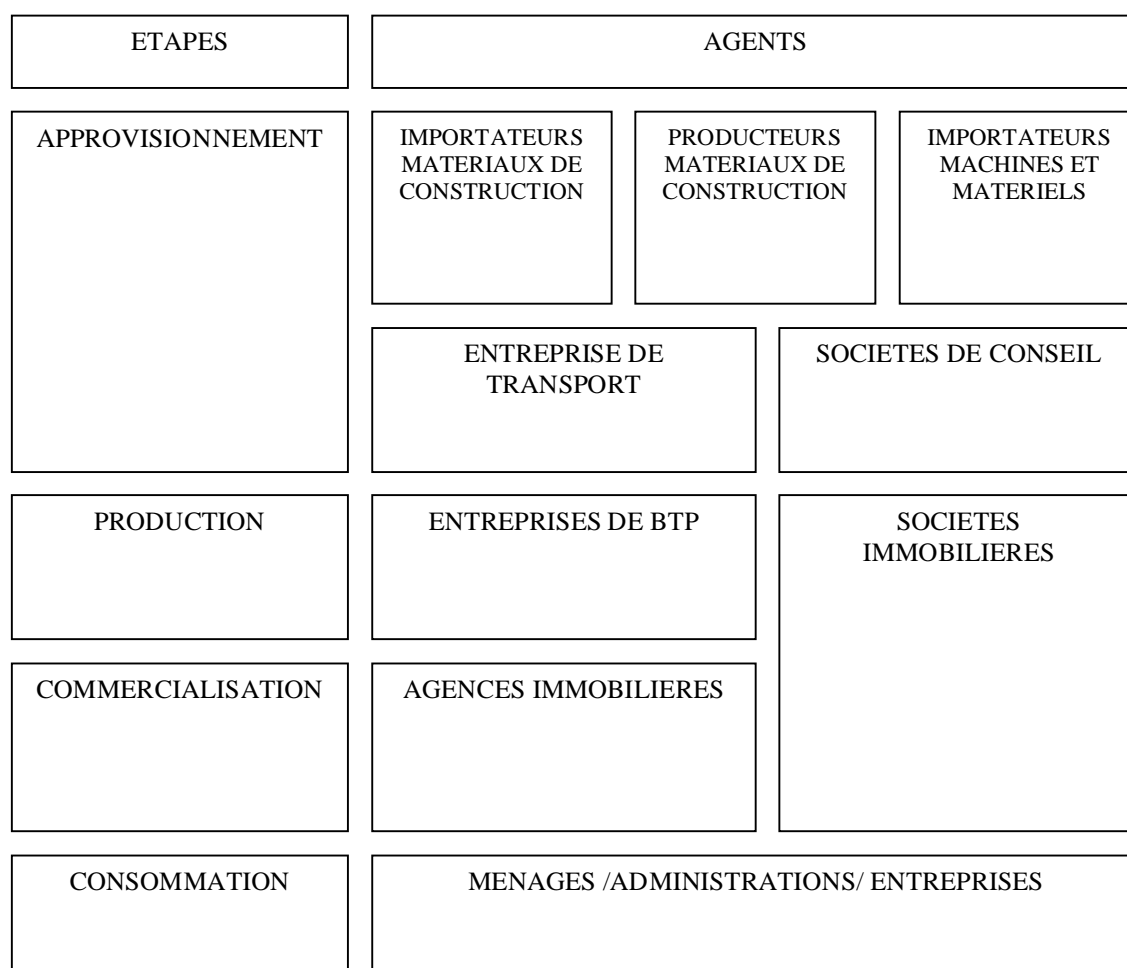 ETAPES
AGENTS
APPROVISIONNEMENT
IMPORTATEURS
MATERIAUX DE
CONSTRUCTION
PRODUCTEURS
MATERIAUX DE
CONSTRUCTION
IMPORTATEURS
MACHINES ET
MATERIELS
ENTREPRISE DE
TRANSPORT
SOCIETES DE CONSEIL
PRODUCTION
ENTREPRISES DE BTP
SOCIETES
IMMOBILIERES
COMMERCIALISATION
AGENCES IMMOBILIERES
CONSOMMATION
MENAGES /ADMINISTRATIONS/ ENTREPRISES